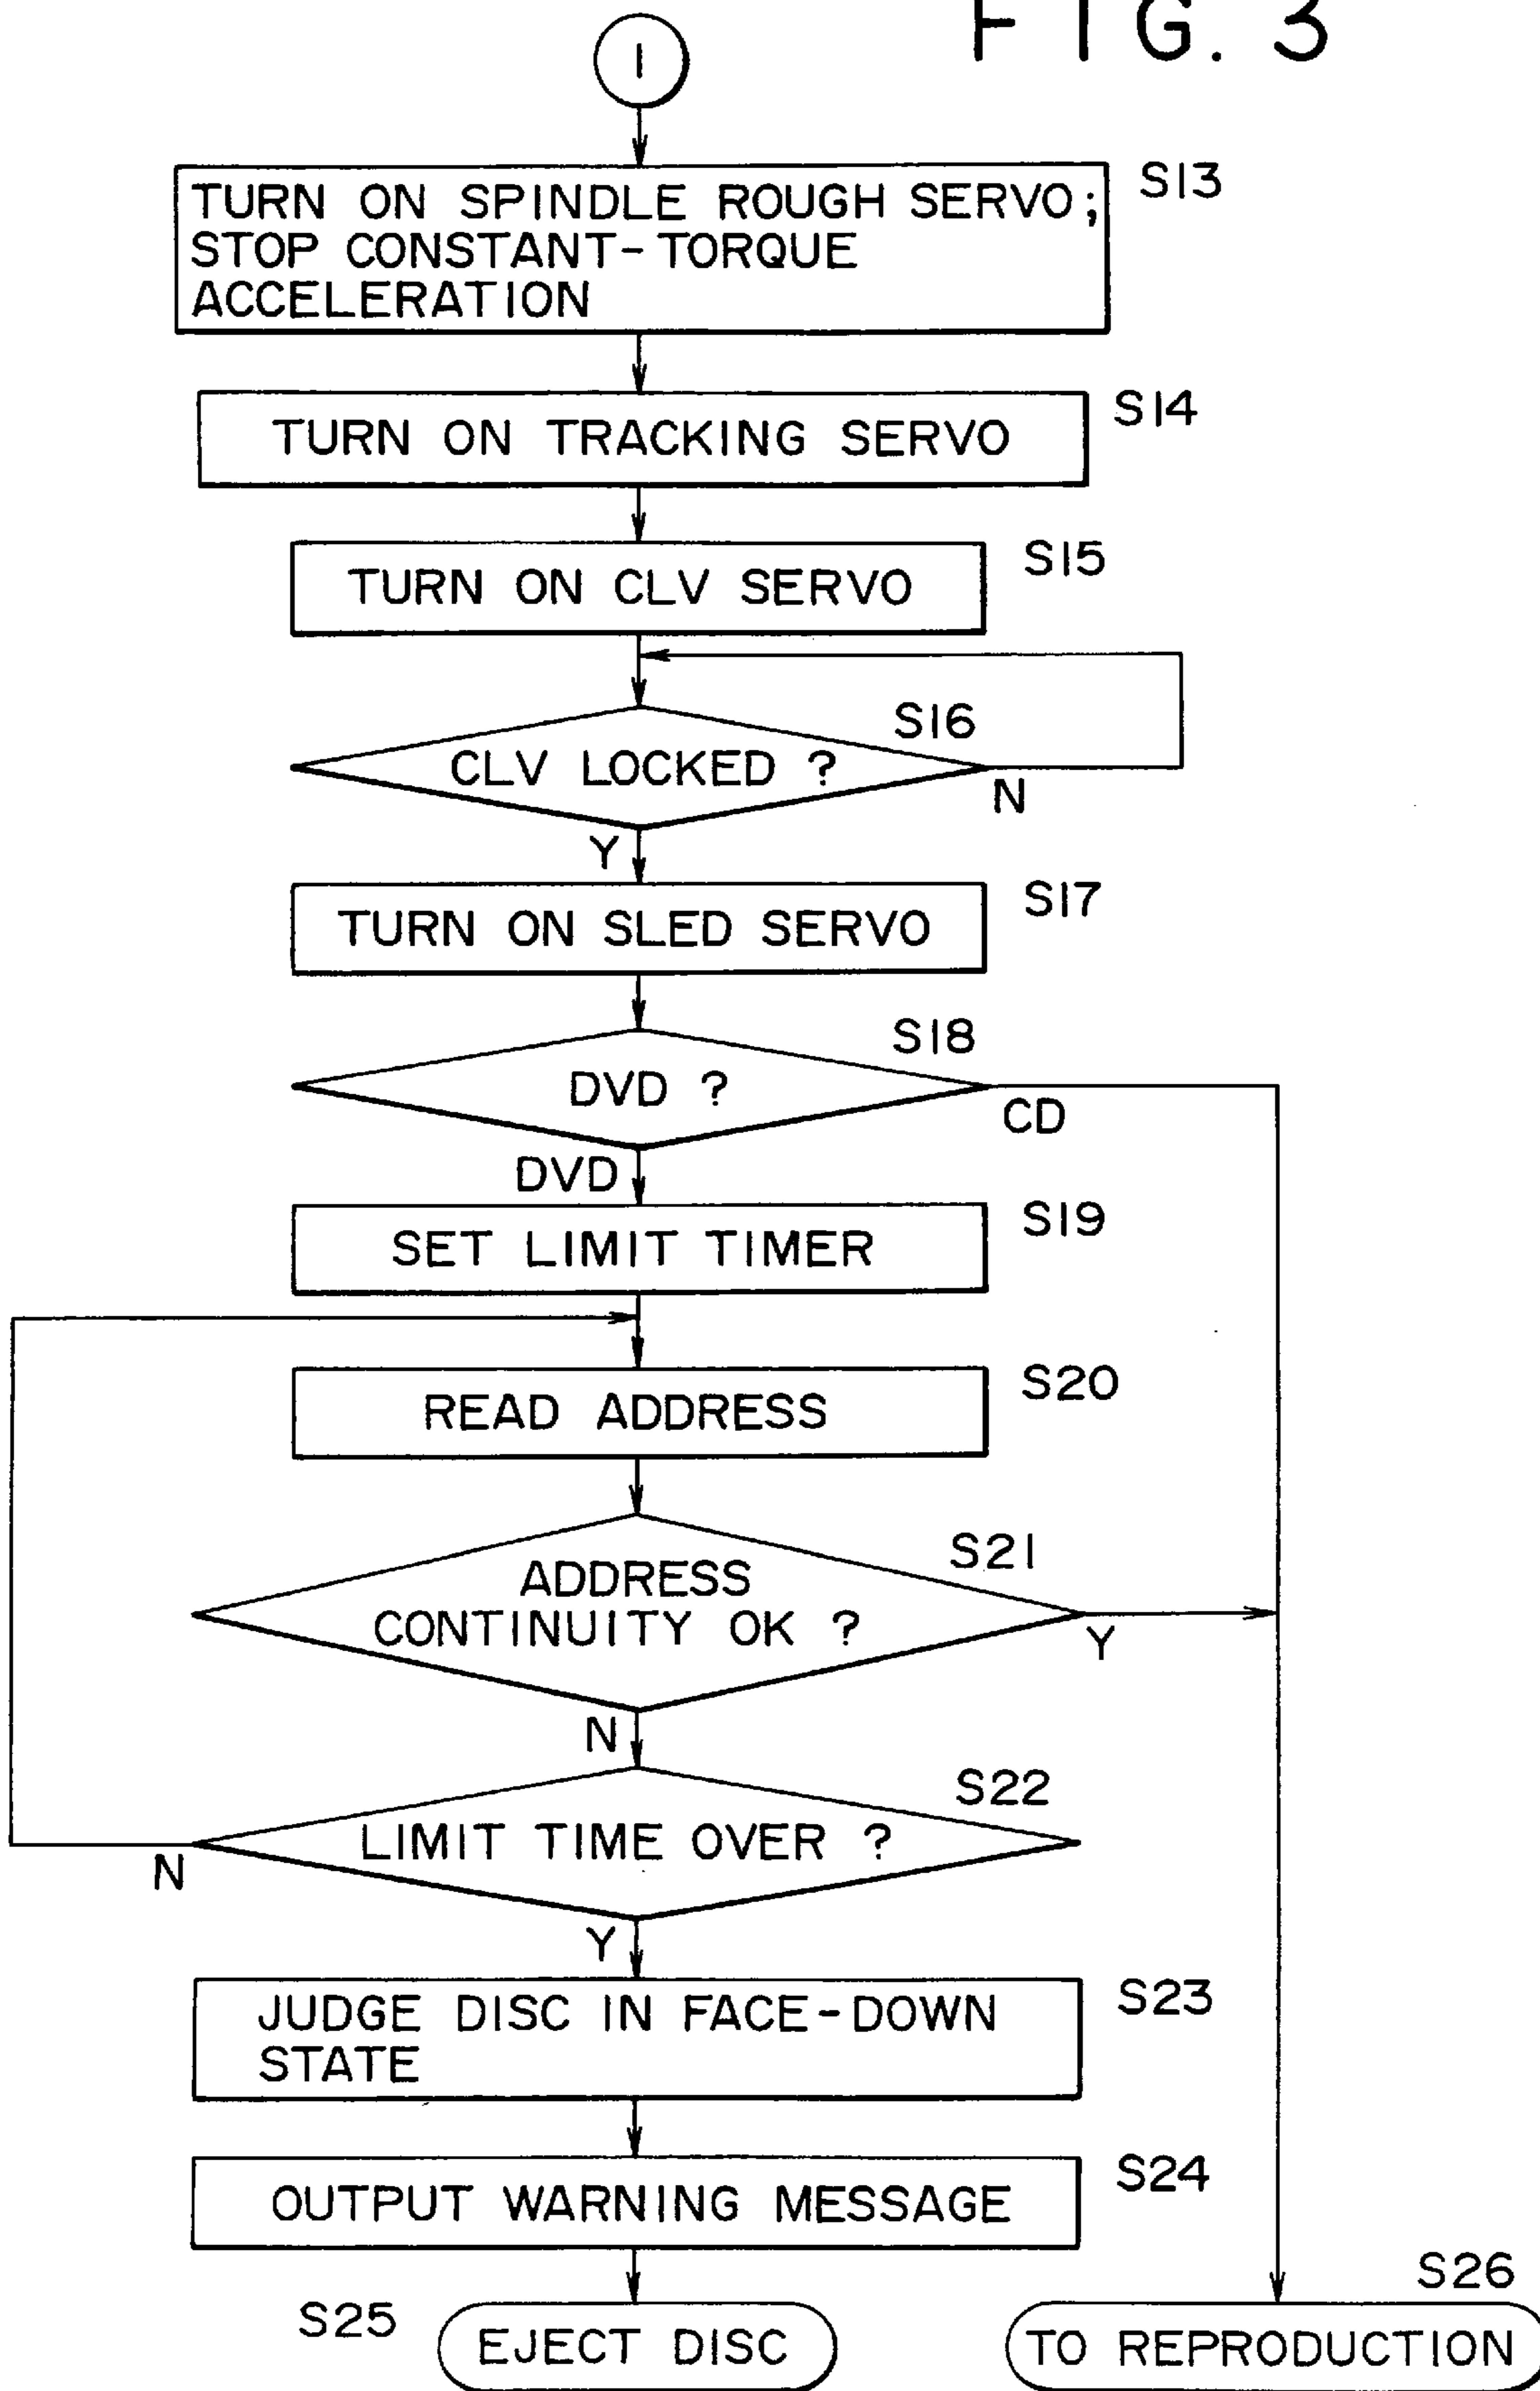 FIG. 3
1
TURN ON SPINDLE ROUGH SERVO;
STOP CONSTANT-TORQUE
ACCELERATION
S13
TURN ON TRACKING SERVO
S14
TURN ON CLV SERVO
S15
S16
CLV LOCKED ?
N
Y
TURN ON SLED SERVO
S17
S18
DVD ?
CD
DVD
SET LIMIT TIMER
S19
READ ADDRESS
S20
S21
ADDRESS
CONTINUITY OK ?
Y
N
S22
LIMIT TIME OVER ?
N
Y
JUDGE DISC IN FACE-DOWN
STATE
S23
OUTPUT WARNING MESSAGE
S24
S25
EJECT DISC
S26
TO REPRODUCTION